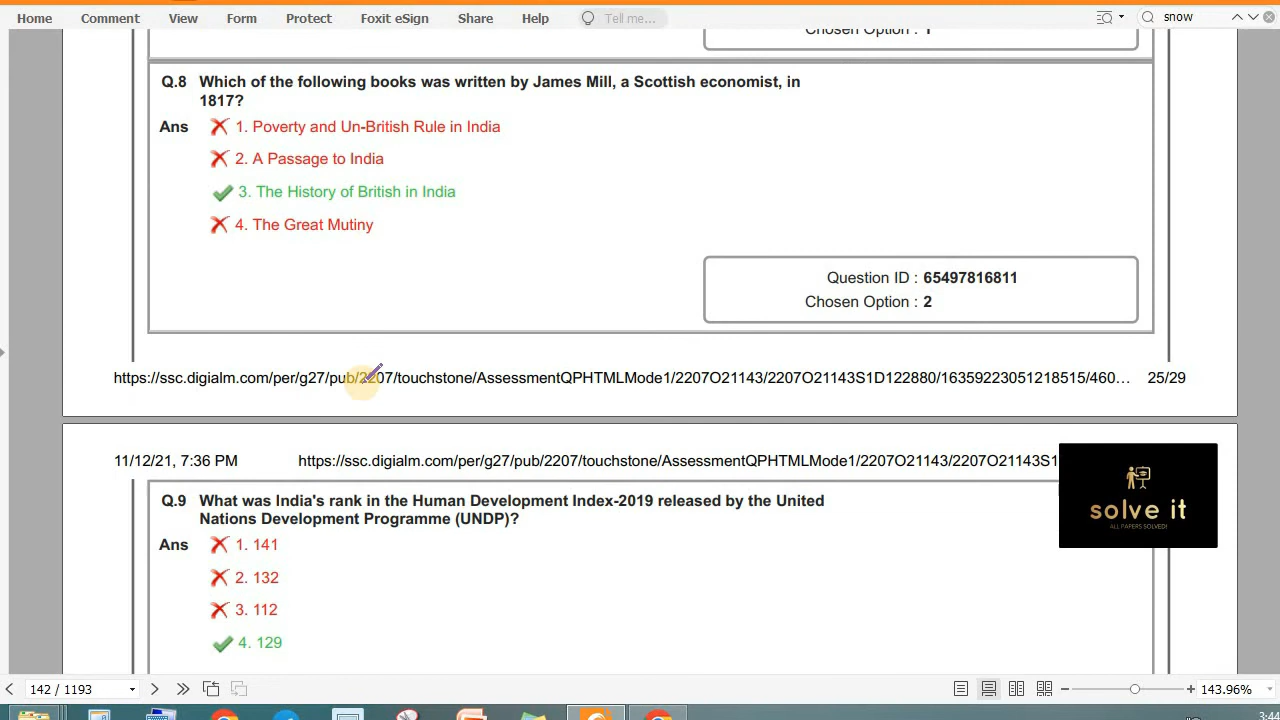 Home Comment View Form Protect Foxit eSign Share Help Tell me... snow
Chosen Option : 1
Q.8 Which of the following books was written by James Mill, a Scottish economist, in
1817?
Ans 1. Poverty and Un-British Rule in India
2. A Passage to India
3. The History of British in India
4. The Great Mutiny
Question ID : 65497816811
Chosen Option : 2
https://ssc.digialm.com/per/g27/pub/2207/touchstone/AssessmentQPHTMLMode1/2207O21143/2207O21143S1D122880/16359223051218515/460... 25/29
11/12/21, 7:36 PM https://ssc.digialm.com/per/g27/pub/2207/touchstone/AssessmentQPHTMLMode1/2207O21143/2207O21143S1
solve it
ALL PAPERS SOLVED!
Q.9 What was India's rank in the Human Development Index-2019 released by the United
Nations Development Programme (UNDP)?
Ans 1. 141
2. 132
3. 112
4. 129
142 / 1193 143.96%